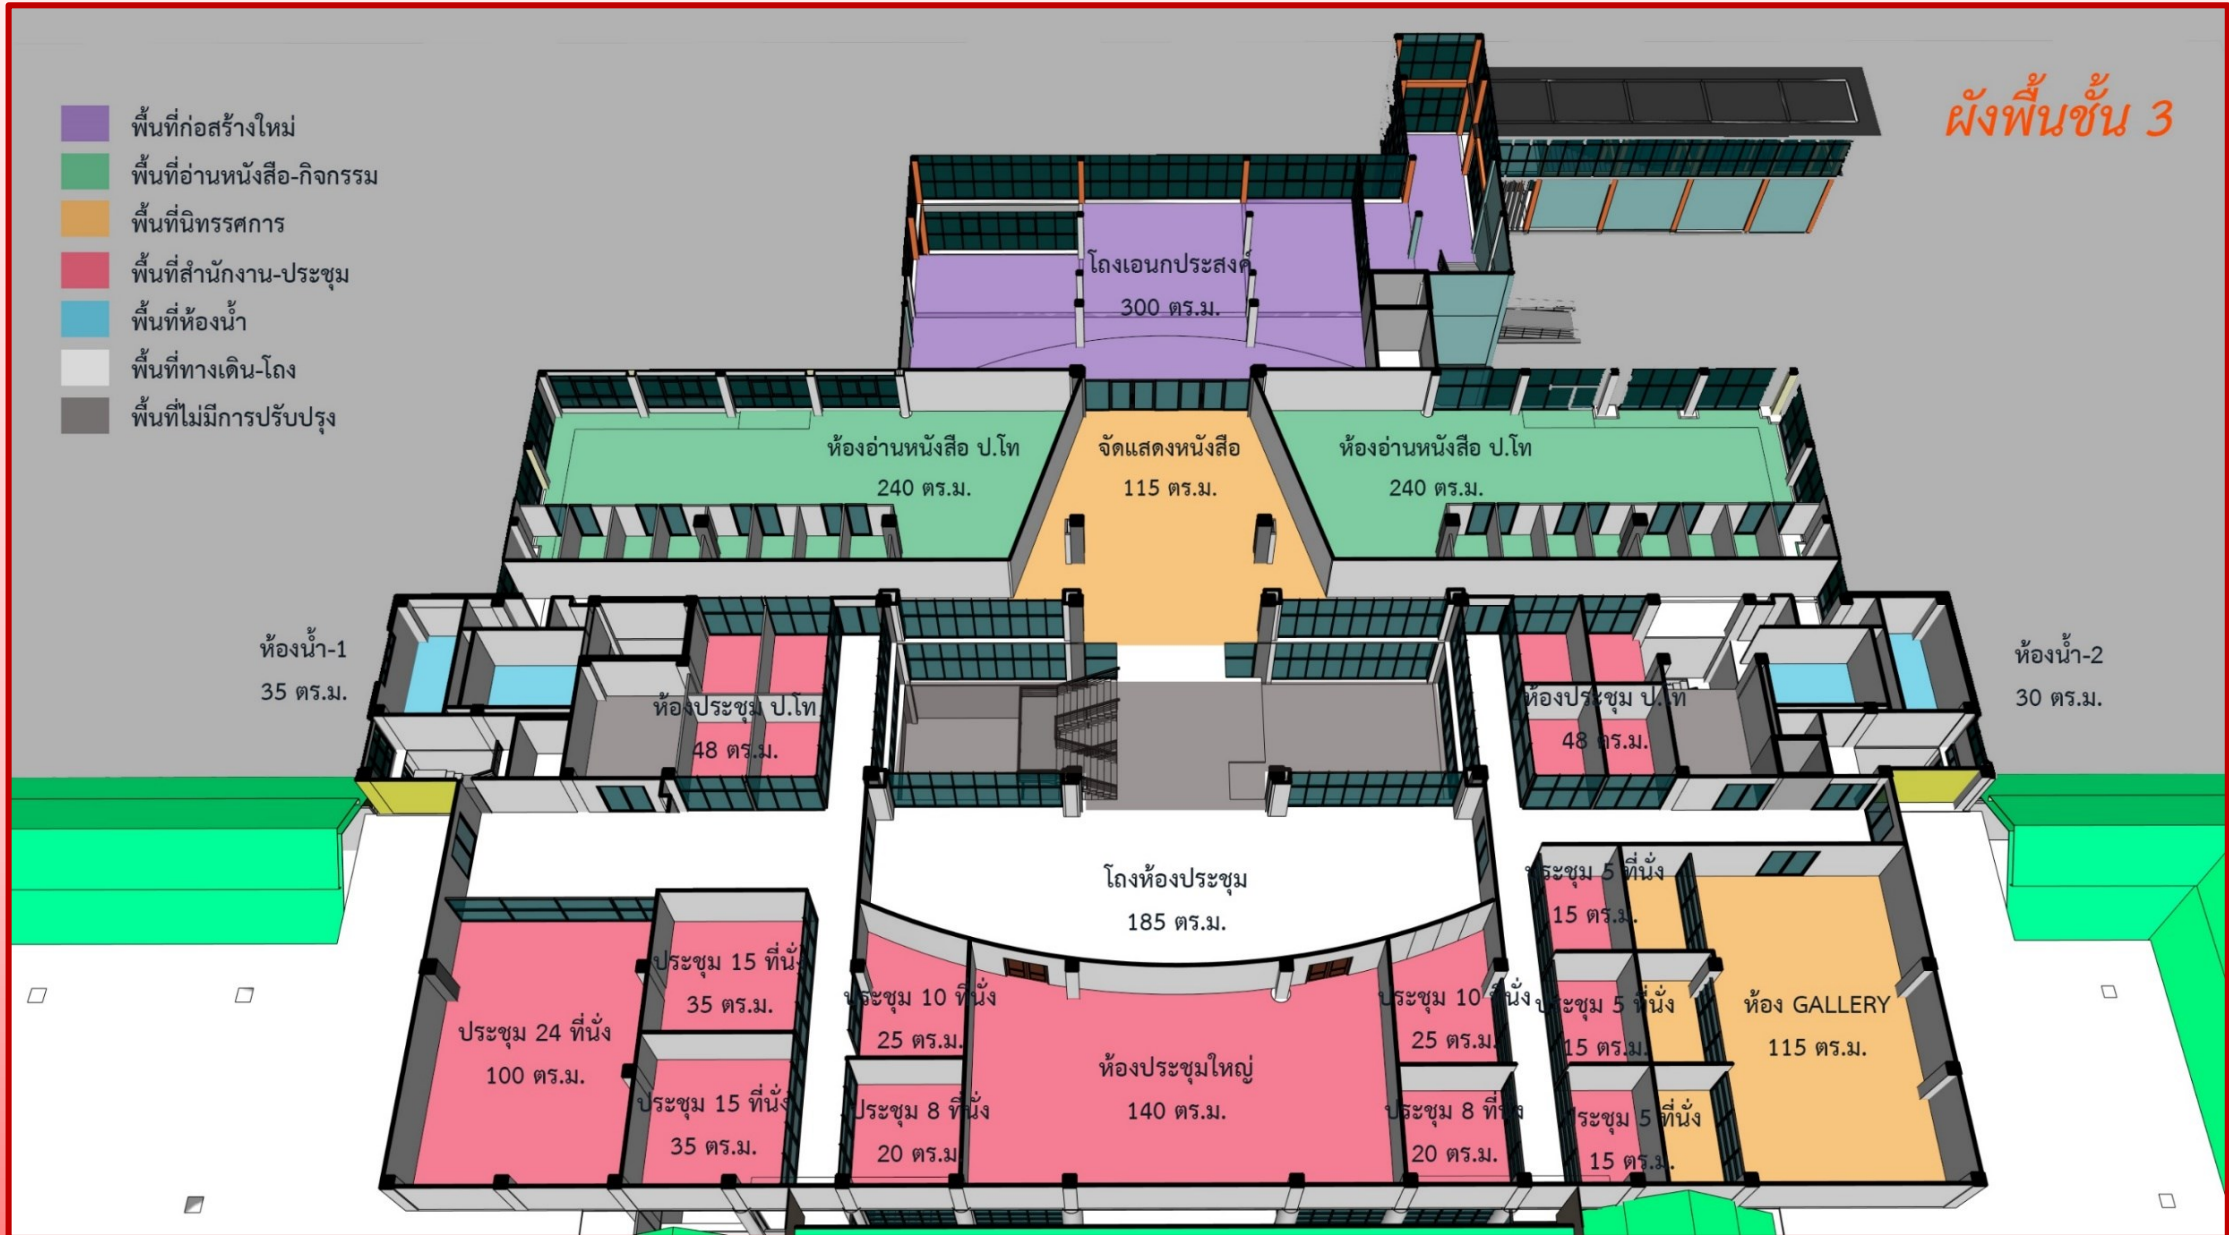 ผังพื้นชั้น 3
พื้นที่ก่อสร้างใหม่
พื้นที่อ่านหนังสือ-กิจกรรม
พื้นที่นิทรรศการ
พื้นที่สำนักงาน-ประชุม
พื้นที่ห้องน้ำ
พื้นที่ทางเดิน-โถง
พื้นที่ไม่มีการปรับปรุง
โถงเอนกประสงค์
300 ตร.ม.
ห้องอ่านหนังสือ ป.โท
240 ตร.ม.
จัดแสดงหนังสือ
115 ตร.ม.
ห้องอ่านหนังสือ ป.โท
240 ตร.ม.
ห้องน้ำ-1
35 ตร.ม.
ห้องประชุม ป.โท
48 ตร.ม.
ห้องประชุม ป.โท
48 ตร.ม.
ห้องน้ำ-2
30 ตร.ม.
โถงห้องประชุม
185 ตร.ม.
ประชุม 24 ที่นั่ง
100 ตร.ม.
ประชุม 15 ที่นั่ง
35 ตร.ม.
ประชุม 15 ที่นั่ง
35 ตร.ม.
ประชุม 10 ที่นั่ง
25 ตร.ม.
ประชุม 8 ที่นั่ง
20 ตร.ม.
ห้องประชุมใหญ่
140 ตร.ม.
ประชุม 10 ที่นั่ง
25 ตร.ม.
ประชุม 8 ที่นั่ง
20 ตร.ม.
ประชุม 5 ที่นั่ง
15 ตร.ม.
ประชุม 5 ที่นั่ง
15 ตร.ม.
ประชุม 5 ที่นั่ง
15 ตร.ม.
ห้อง GALLERY
115 ตร.ม.